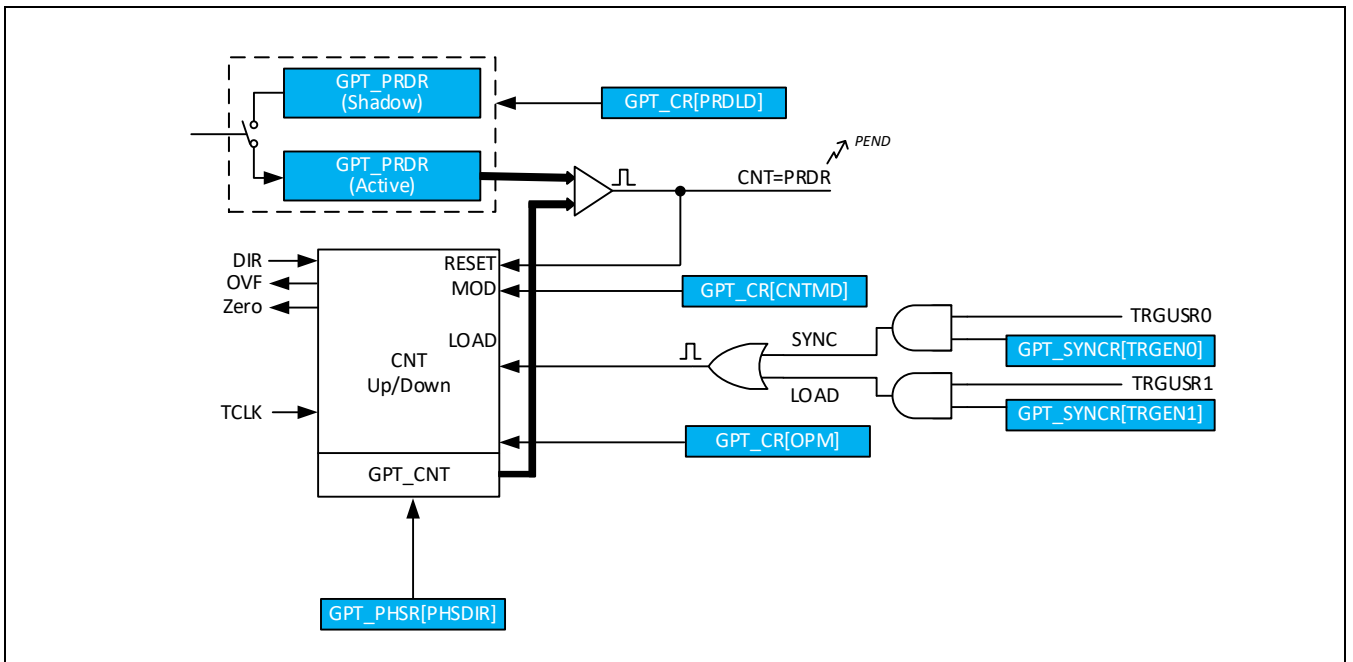 GPT_PRDR
(Shadow)
GPT_CR[PRDLD]
PEND
GPT_PRDR
(Active)
CNT=PRDR
DIR
OVF
Zero
TCLK
RESET
MOD
LOAD
CNT
Up/Down
GPT_CNT
GPT_CR[CNTMD]
SYNC
LOAD
TRGUSR0
GPT_SYNCR[TRGEN0]
TRGUSR1
GPT_SYNCR[TRGEN1]
GPT_CR[OPM]
GPT_PHSR[PHSDIR]